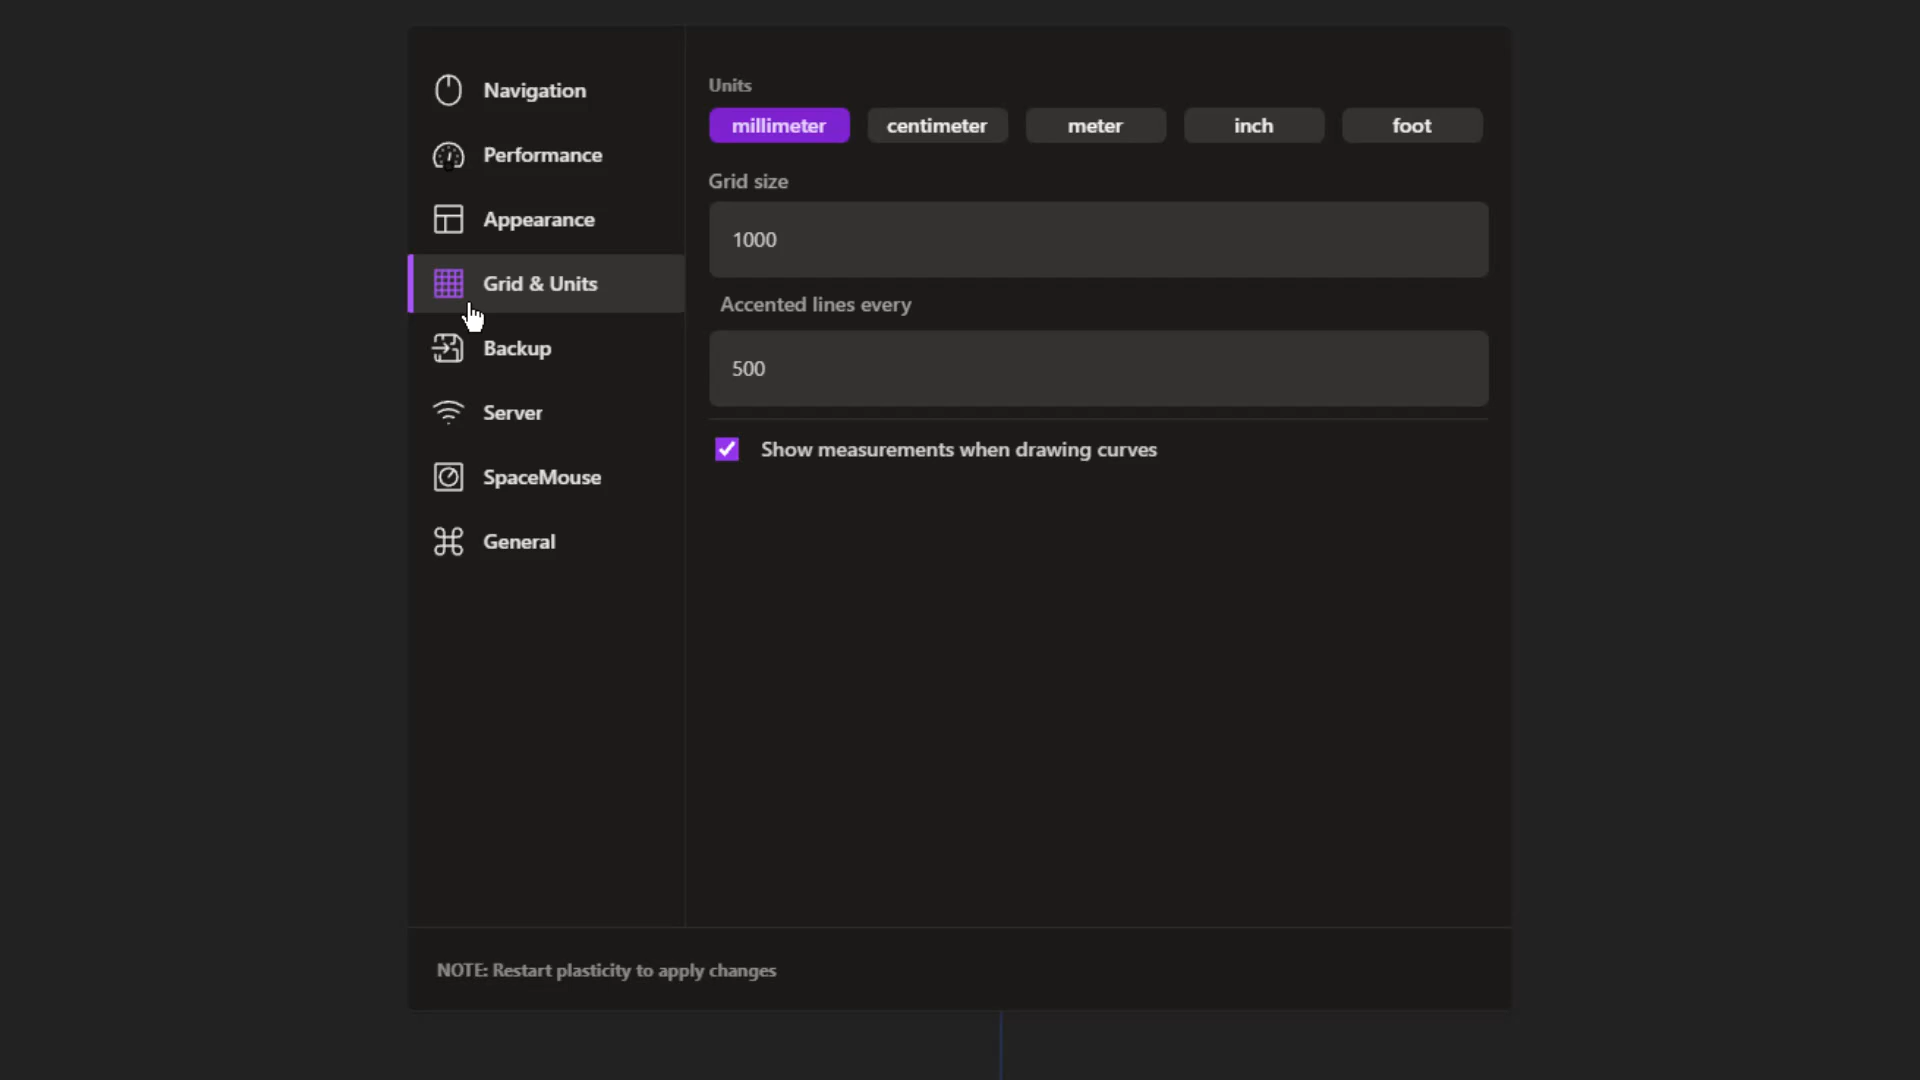 Navigation
Performance
Appearance
Grid & Units
Backup
Server
SpaceMouse
General
Units
millimeter centimeter meter inch foot
Grid size
1000
Accented lines every
500
Show measurements when drawing curves
NOTE: Restart plasticity to apply changes